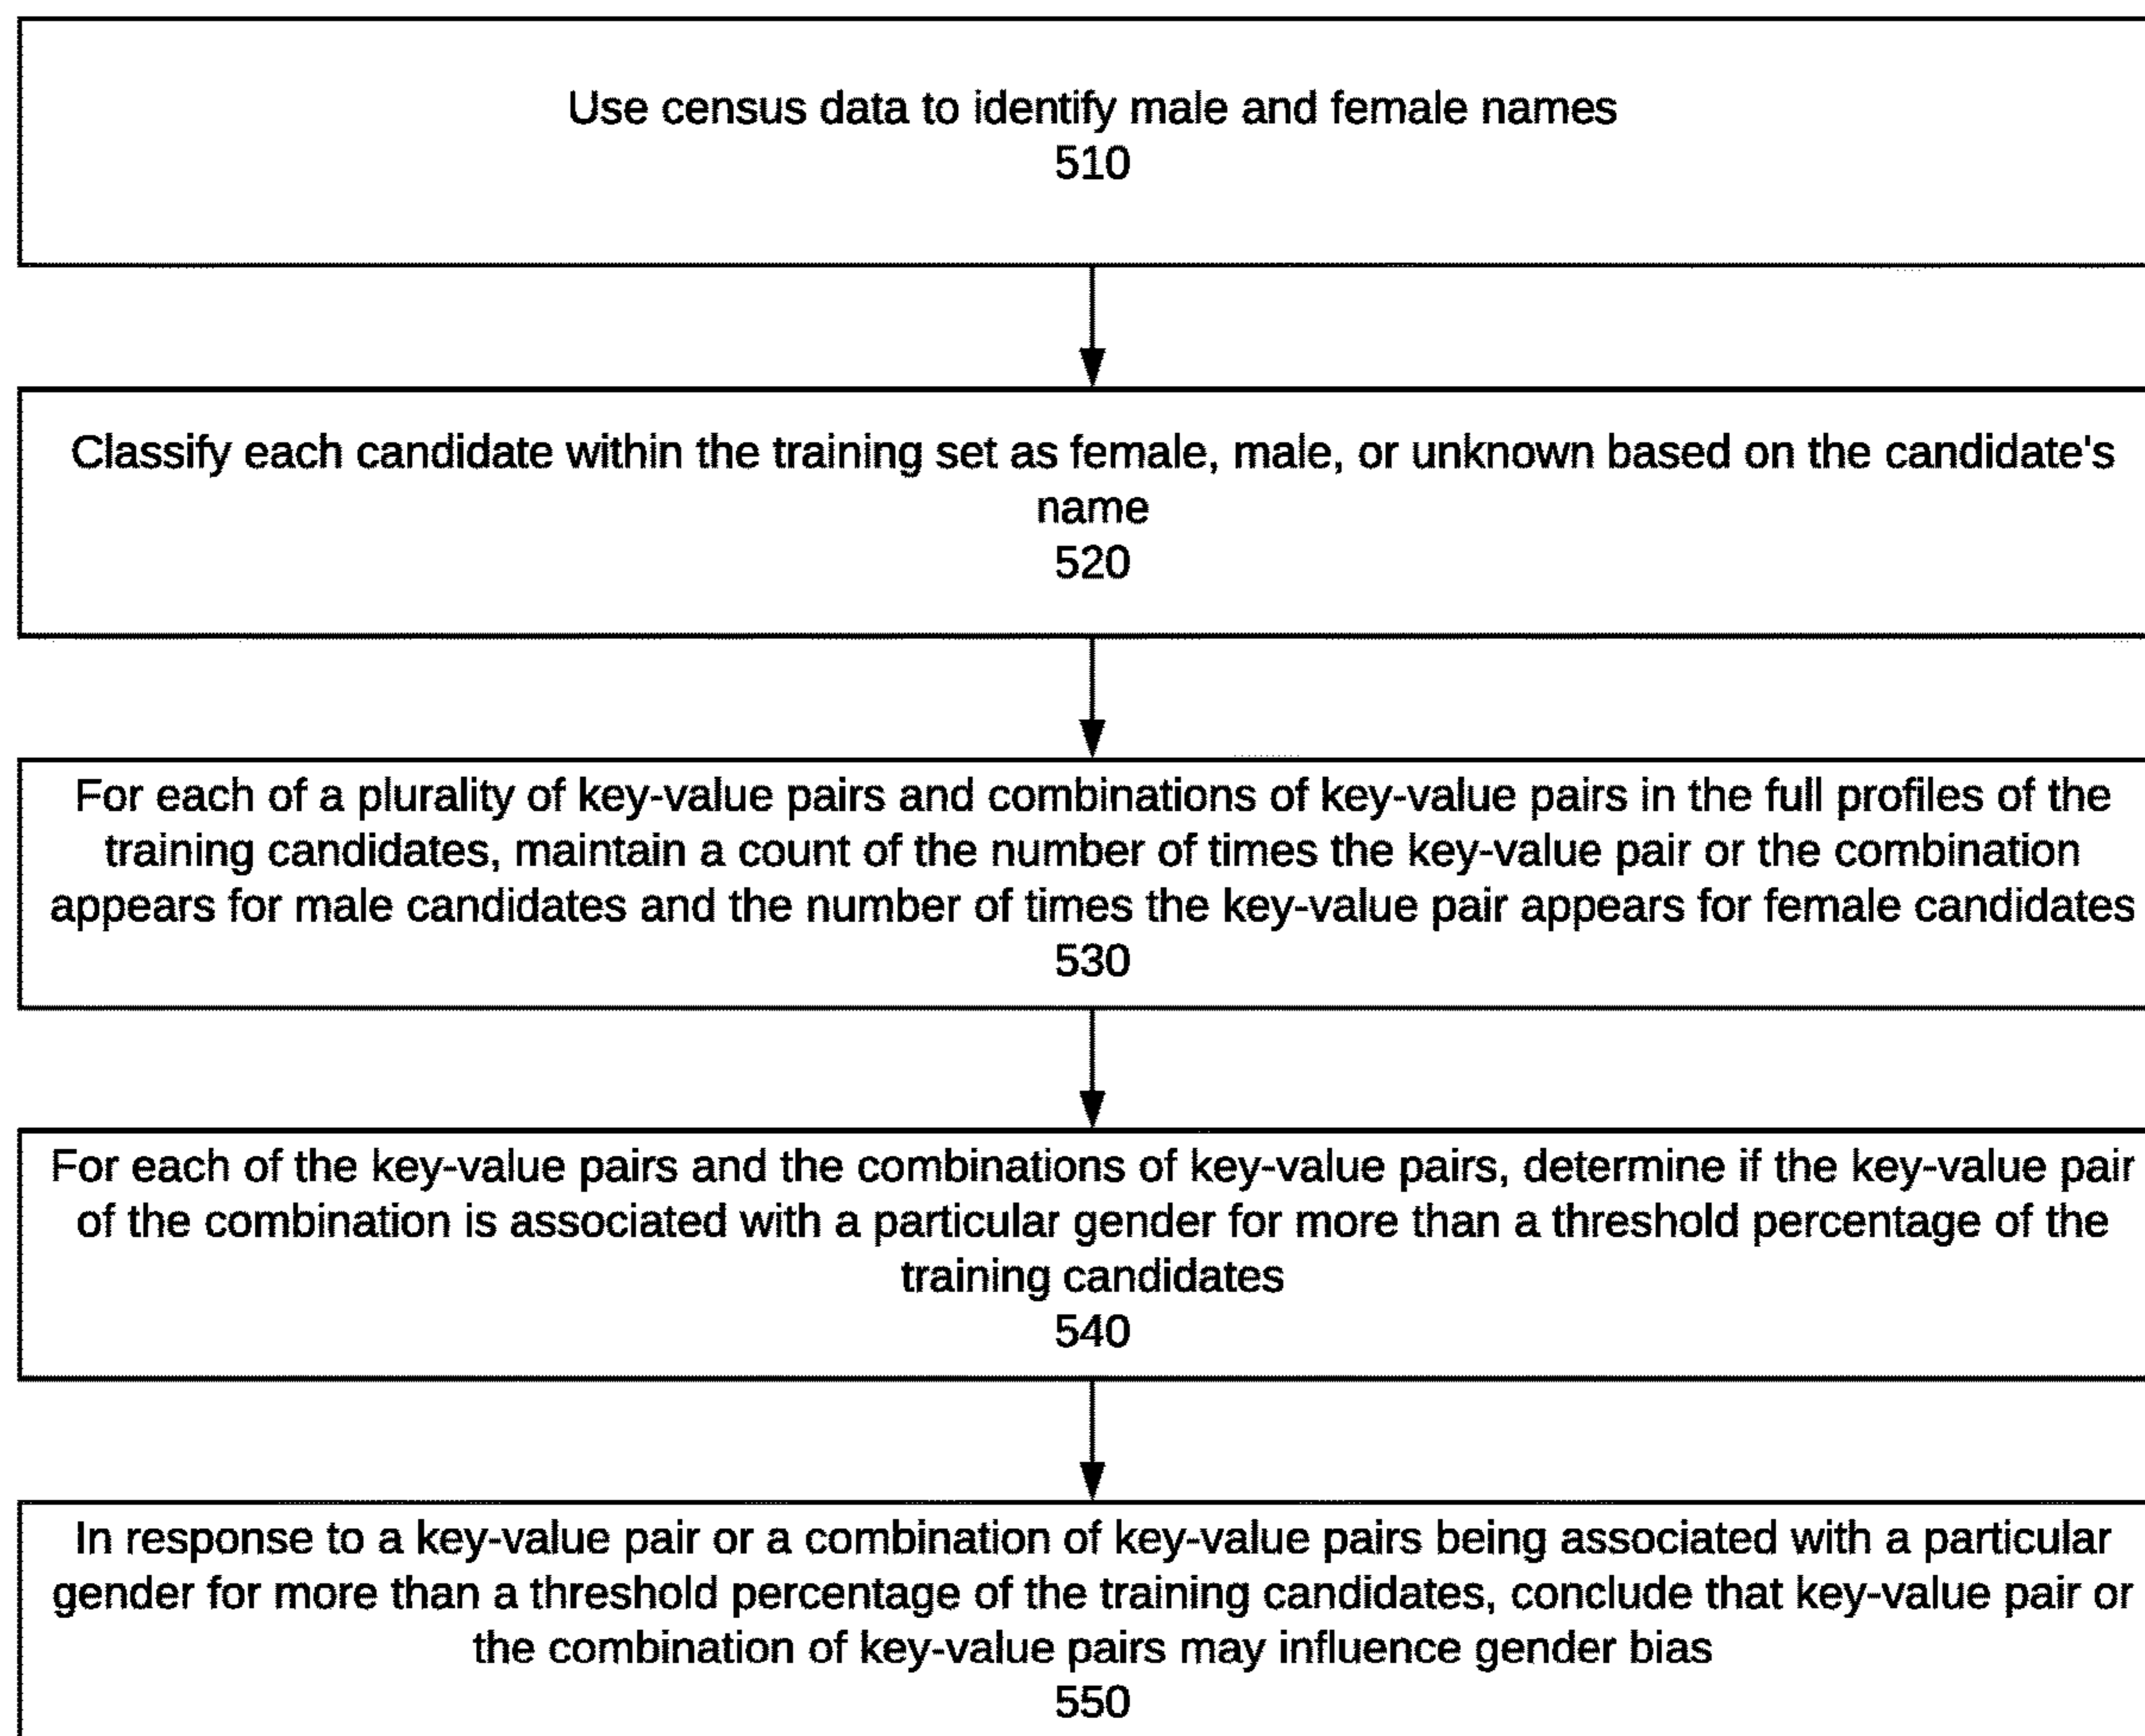 Use census data to identify male and female names
510
Classify each candidate within the training set as female, male, or unknown based on the candidate's
name
520
For each of a plurality of key-value pairs and combinations of key-value pairs in the full profiles of the
training candidates, maintain a count of the number of times the key-value pair or the combination
appears for male candidates and the number of times the key-value pair appears for female candidates
530
For each of the key-value pairs and the combinations of key-value pairs, determine if the key-value pair
of the combination is associated with a particular gender for more than a threshold percentage of the
training candidates
540
In response to a key-value pair or a combination of key-value pairs being associated with a particular
gender for more than a threshold percentage of the training candidates, conclude that key-value pair or
the combination of key-value pairs may influence gender bias
550